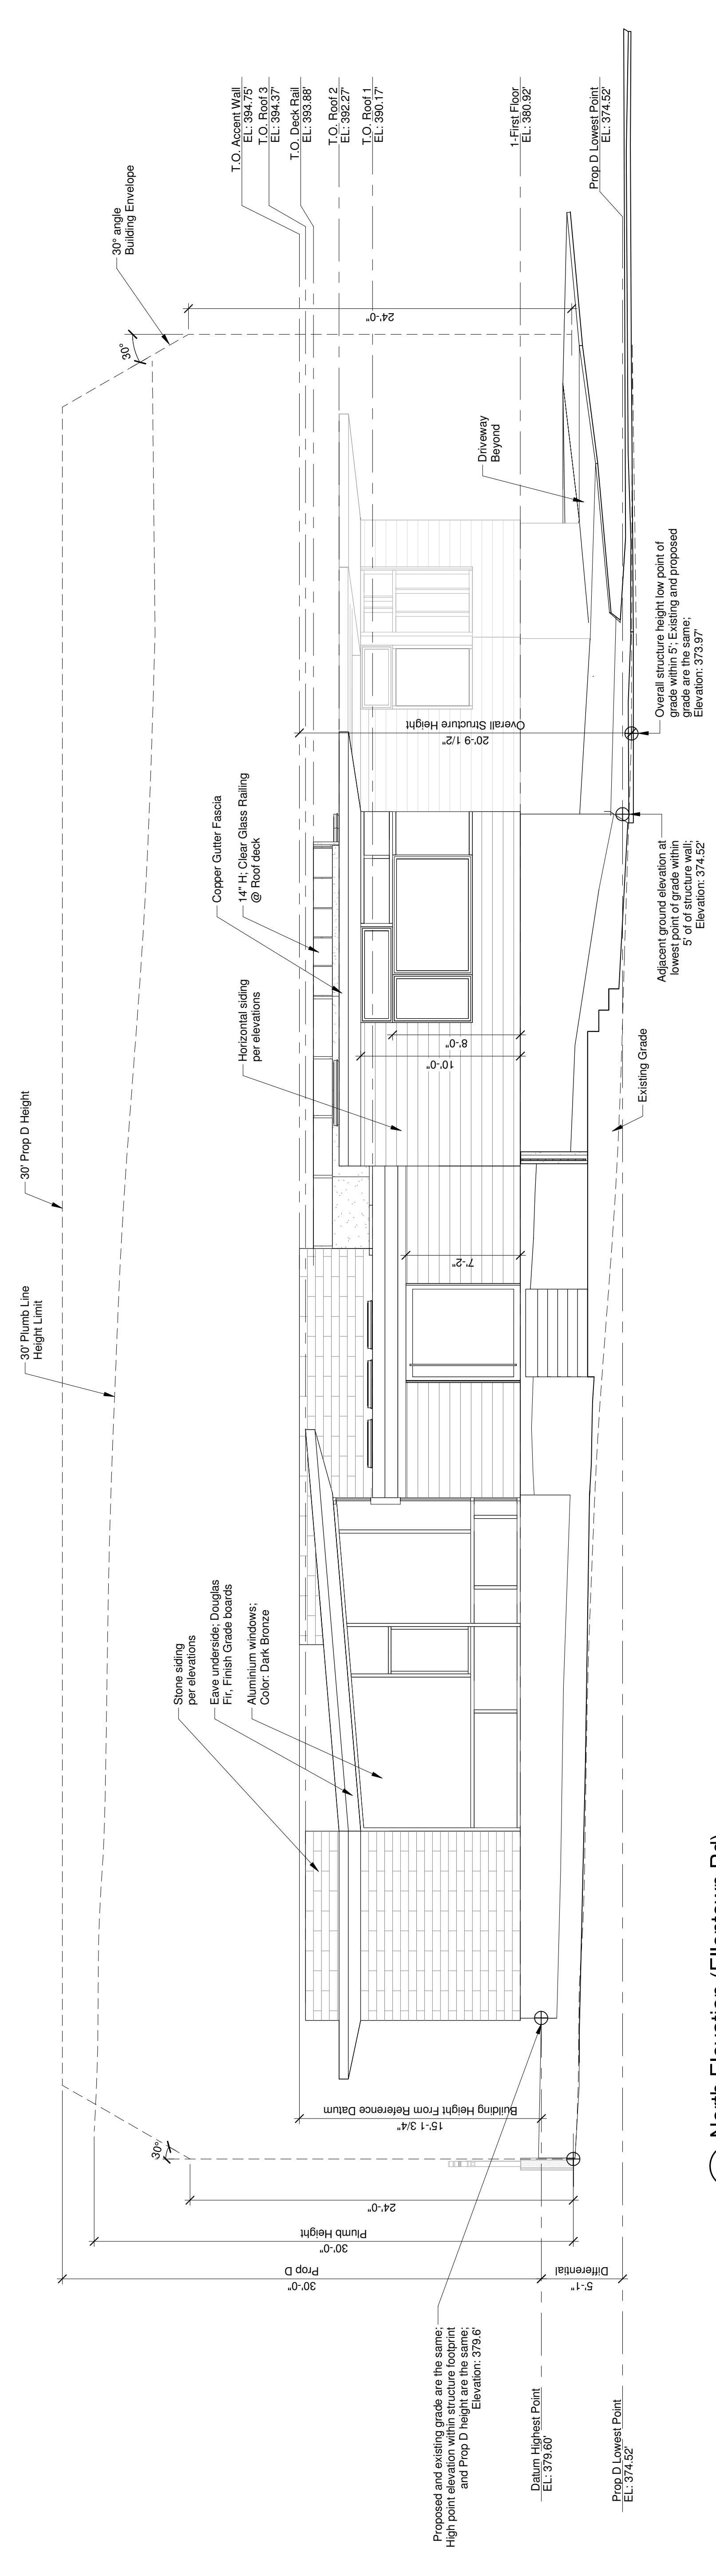 30' Prop D Height
30' Plumb Line
Height Limit
30° angle
Building Envelope
30°
30°
T.O. Accent Wall
EL: 394.75'
T.O. Roof 3
EL: 394.37'
T.O. Deck Rail
EL: 393.88'
T.O. Roof 2
EL: 392.27'
T.O. Roof 1
EL: 390.17'
1-First Floor
EL: 380.92'
Prop D Lowest Point
EL: 374.52'
Stone siding
per elevations
Eave underside; Douglas
Fir, Finish Grade boards
Aluminium windows;
Color: Dark Bronze
Horizontal siding
per elevations
Copper Gutter Fascia
14" H; Clear Glass Railing
@ Roof deck
Driveway
Beyond
24'-0"
20'-9 1/2"
Overall Structure Height
8'-0"
10'-0"
7'-2"
15'-1 3/4"
Building Height From Reference Datum
24'-0"
30'-0"
Plumb Height
30'-0"
Prop D
5'-1"
Differential
Proposed and existing grade are the same;
High point elevation within structure footprint
and Prop D height are the same;
Elevation: 379.6'
Datum Highest Point
EL: 379.60'
Prop D Lowest Point
EL: 374.52'
Existing Grade
Adjacent ground elevation at
lowest point of grade within
5' of of structure wall;
Elevation: 374.52'
Overall structure height low point of
grade within 5'; Existing and proposed
grade are the same;
Elevation: 373.97'